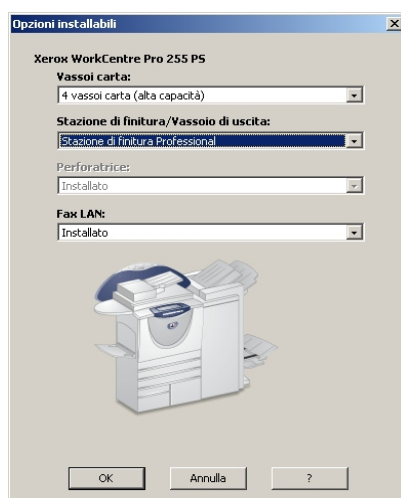 Opzioni installabili
Xerox WorkCentre Pro 255 PS
Vassoi carta:
4 vassoi carta (alta capacità)
Stazione di finitura/Vassoio di uscita:
Stazione di finitura Professional
Perforatrice:
Installato
Fax LAN:
Installato
OK Annulla ?